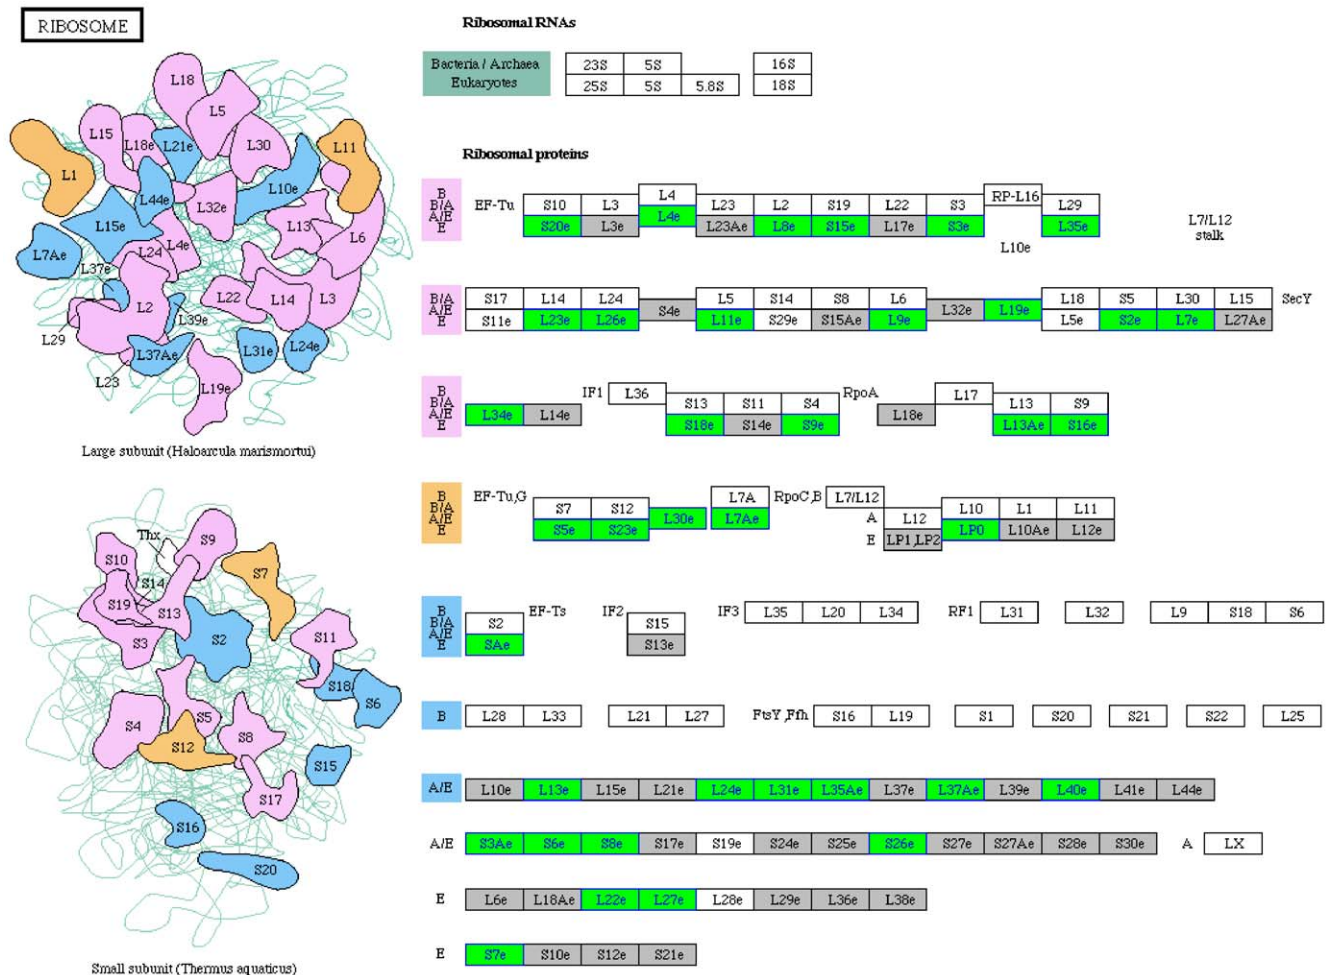 RIBOSOME
L18
L5
L15
L18e
L21e
L30
L11
L1
L44e
L10e
L32e
L15e
L13
L6
L7Ae
L4e
L24
L37e
L2
L22
L14
L3
L39e
L29
L37Ae
L31e
L24e
L23
L19e
Large subunit (Haloarcula marismortui)
Thx
S9
S10
S7
S14
S19
S13
S11
S3
S2
S18
S6
S4
S5
S12
S8
S15
S17
S16
S20
Small subunit (Thermus aquaticus)
Ribosomal RNAs
Bacteria / Archaea 23S 5S 16S
Eukaryotes 25S 5S 5.8S 18S
Ribosomal proteins
B
B/A
A/E
E
EF-Tu S10 L3 L4 L23 L2 S19 L22 S3 RP-L16 L29
S20e L3e L4e L23Ae L8e S15e L17e S3e L10e L35e
L7/L12
stalk
B/A
A/E
E
S17 L14 L24 L5 S14 S8 L6 L18 S5 L30 L15 SecY
S11e L23e L26e S4e L11e S29e S15Ae L9e L32e L19e L5e S2e L7e L27Ae
B
B/A
A/E
E
IF1 L36 S13 S11 S4 RpoA L17 L13 S9
L34e L14e S18e S14e S9e L18e L13Ae S16e
B
B/A
A/E
E
EF-Tu,G S7 S12 L7A RpoC,B L7/L12 L10 L1 L11
S5e S23e L30e L7Ae
A L12
E LP1,LP2 LP0 L10Ae L12e
B
B/A
A/E
E
S2 EF-Ts IF2 S15 IF3 L35 L20 L34 RF1 L31 L32 L9 S18 S6
SAe S13e
B L28 L33 L21 L27 FtsY,Ffh S16 L19 S1 S20 S21 S22 L25
A/E L10e L13e L15e L21e L24e L31e L35Ae L37e L37Ae L39e L40e L41e L44e
A/E S3Ae S6e S8e S17e S19e S24e S25e S26e S27e S27Ae S28e S30e A LX
E L6e L18Ae L22e L27e L28e L29e L36e L38e
E S7e S10e S12e S21e